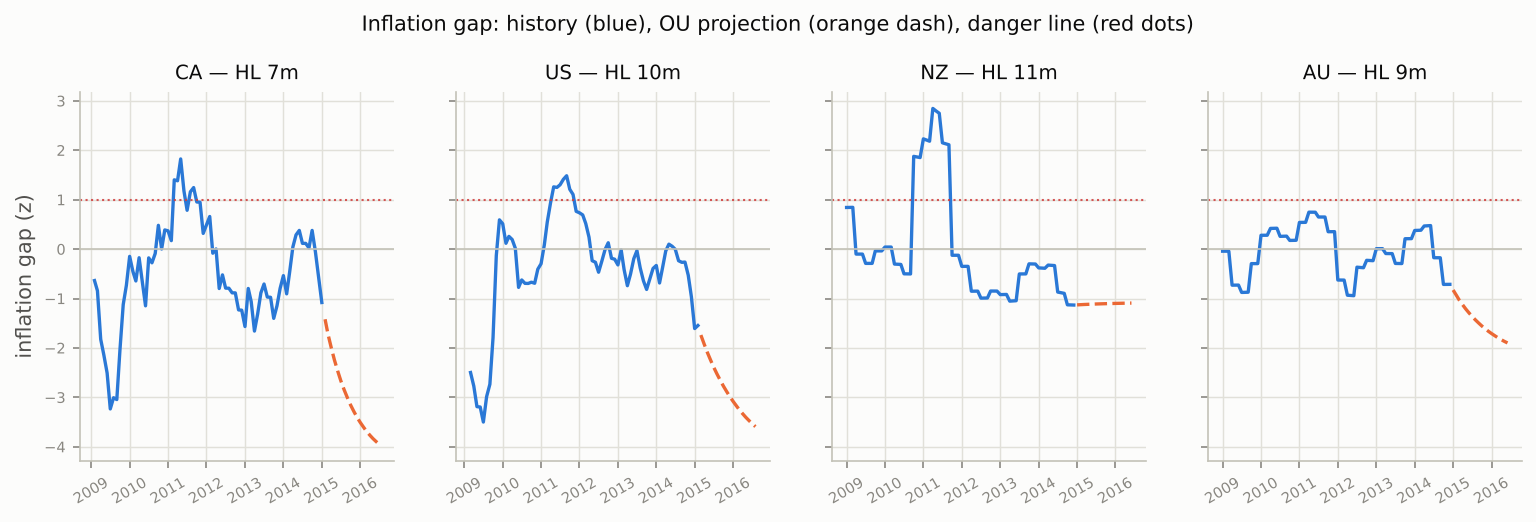 Inflation gap: history (blue), OU projection (orange dash), danger line (red dots)
CA — HL 7m
US — HL 10m
NZ — HL 11m
AU — HL 9m
inflation gap (z)
3
2
1
0
−1
−2
−3
−4
2009 2010 2011 2012 2013 2014 2015 2016
2009 2010 2011 2012 2013 2014 2015 2016
2009 2010 2011 2012 2013 2014 2015 2016
2009 2010 2011 2012 2013 2014 2015 2016